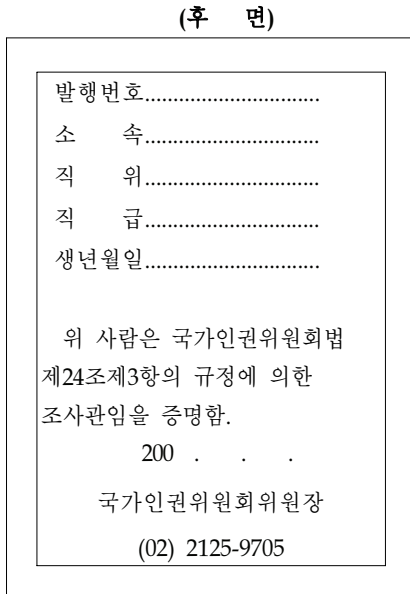 (후 면)
발행번호...............................
소 속...............................
직 위...............................
직 급...............................
생년월일...............................
위 사람은 국가인권위원회법
제24조제3항의 규정에 의한
조사관임을 증명함.
200 . . .
국가인권위원회위원장
(02) 2125-9705